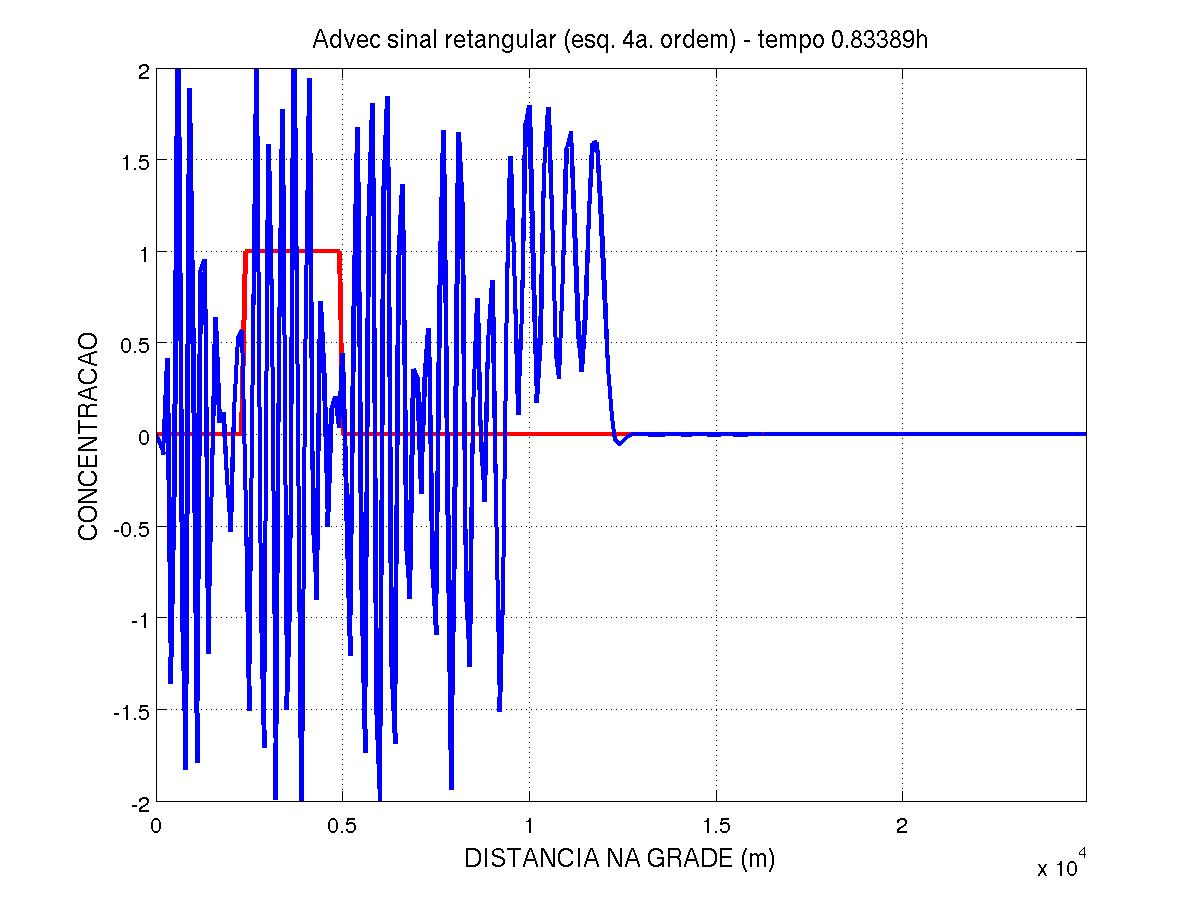 Advec sinal retangular (esq. 4a. ordem) - tempo 0.83389h
CONCENTRACAO
2
1.5
1
0.5
0
-0.5
-1
-1.5
-2
0 0.5 1 1.5 2
DISTANCIA NA GRADE (m)
x 10^4